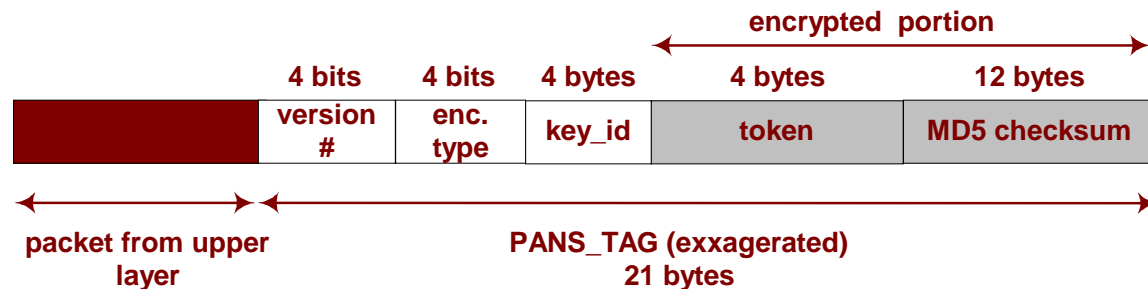 encrypted portion
4 bits 4 bits 4 bytes 4 bytes 12 bytes
version enc. key_id token MD5 checksum
# type
packet from upper PANS_TAG (exxagerated)
layer 21 bytes